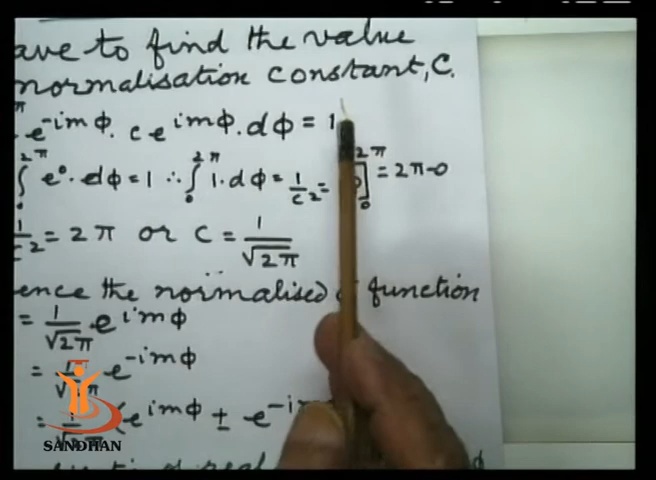 ave to find the value
normalisation constant, C.
π e^-imΦ. c e^imΦ. dΦ = 1
∫₀^2π e⁰. dΦ = 1 ∴ ∫₀^2π 1. dΦ = 1/c² = ]₀^2π = 2π-0
1/c² = 2π or c = 1/√2π
ence the normalised function
= 1/√2π . e^imΦ
= e^-imΦ
= (e^imΦ ± e^-i
SANDHAN